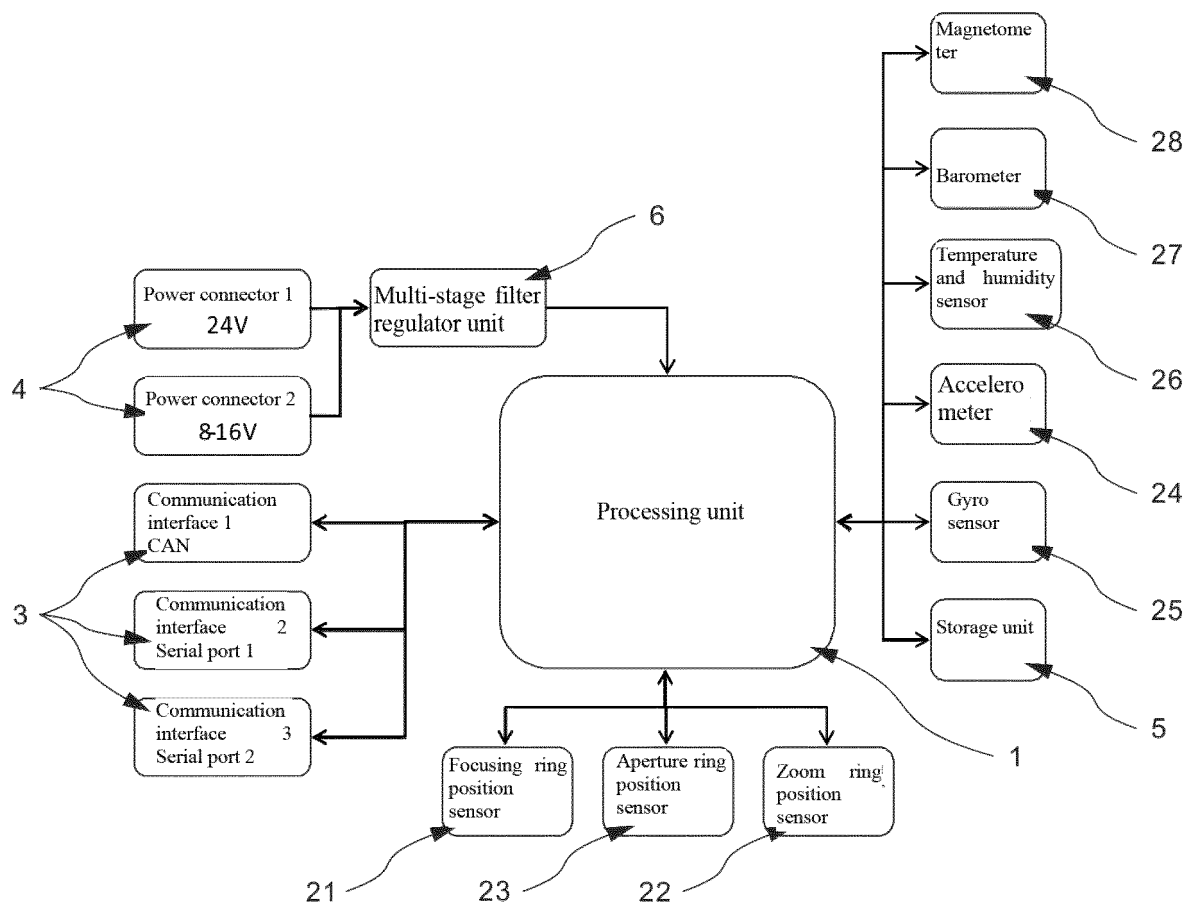 Magnetome
ter
28
Barometer
27
6
Temperature
and humidity
sensor
26
Power connector 1
24V
Multi-stage filter
regulator unit
4
Power connector 2
8-16V
Accelero
meter
24
Communication
interface 1
CAN
Processing unit
Gyro
sensor
25
3
Communication
interface 2
Serial port 1
Storage unit
5
Communication
interface 3
Serial port 2
1
Focusing ring
position
sensor
Aperture ring
position
sensor
Zoom ring
position
sensor
21
23
22